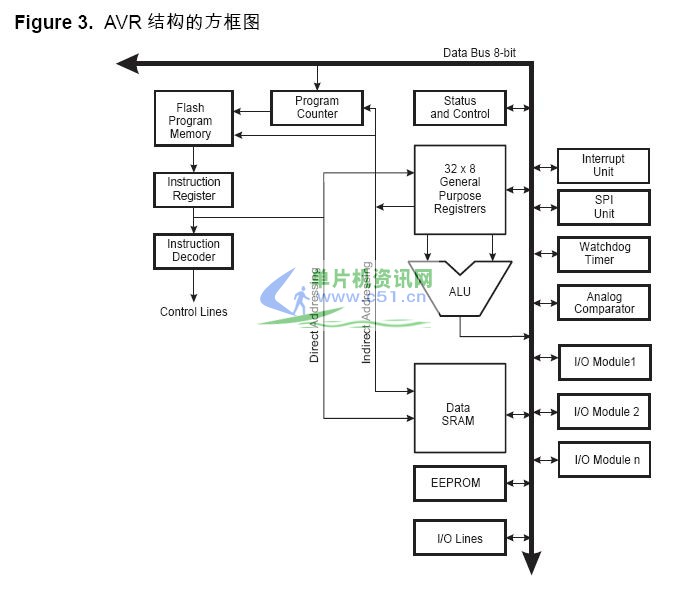 Figure 3. AVR 结构的方框图
Data Bus 8-bit
Flash
Program
Memory
Program
Counter
Status
and Control
Instruction
Register
32 x 8
General
Purpose
Registrers
Interrupt
Unit
SPI
Unit
Instruction
Decoder
Watchdog
Timer
ALU
Analog
Comparator
Control Lines
单片机资讯网
www.c51.cn
Direct Addressing
Indirect Addressing
I/O Module1
Data
SRAM
I/O Module 2
I/O Module n
EEPROM
I/O Lines